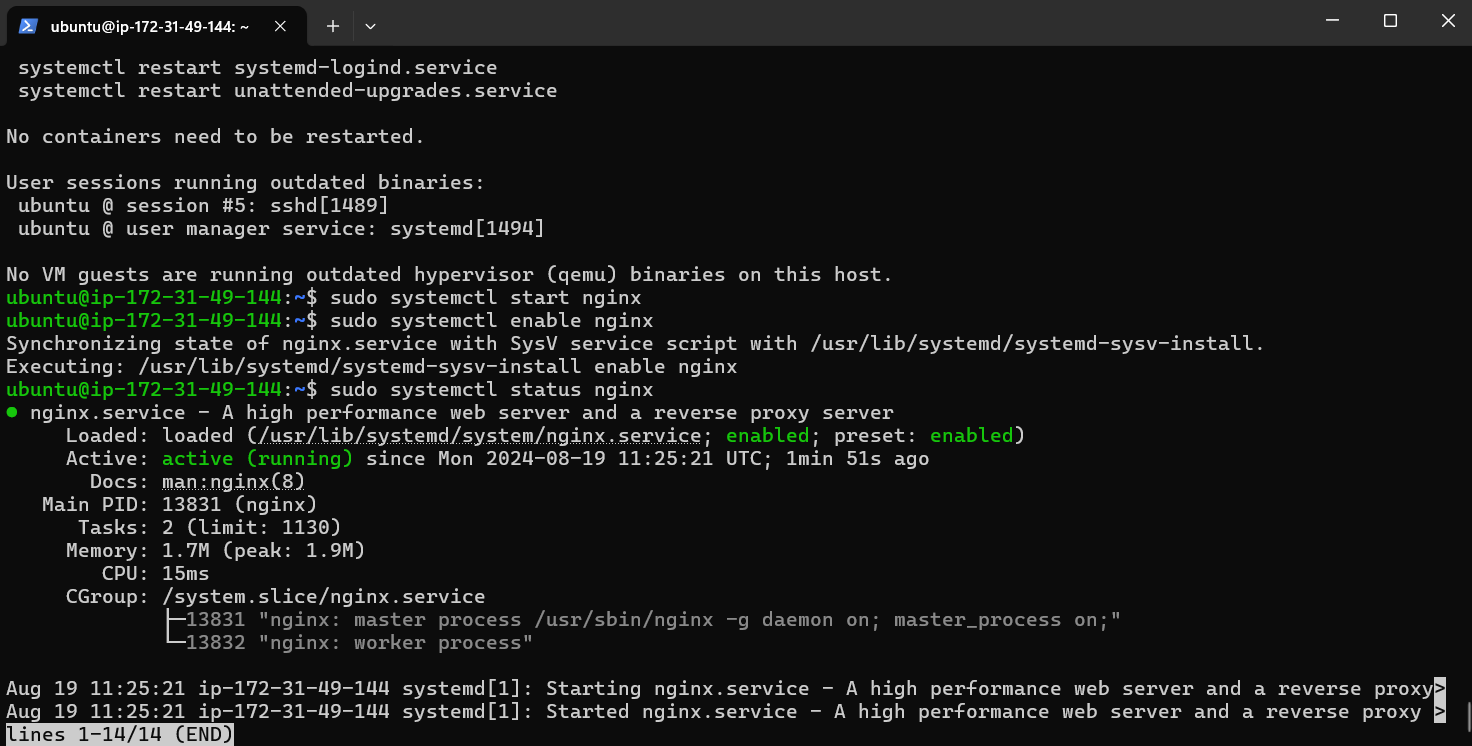 ubuntu@ip-172-31-49-144: ~
systemctl restart systemd-logind.service
systemctl restart unattended-upgrades.service
No containers need to be restarted.
User sessions running outdated binaries:
ubuntu @ session #5: sshd[1489]
ubuntu @ user manager service: systemd[1494]
No VM guests are running outdated hypervisor (qemu) binaries on this host.
ubuntu@ip-172-31-49-144:~$ sudo systemctl start nginx
ubuntu@ip-172-31-49-144:~$ sudo systemctl enable nginx
Synchronizing state of nginx.service with SysV service script with /usr/lib/systemd/systemd-sysv-install.
Executing: /usr/lib/systemd/systemd-sysv-install enable nginx
ubuntu@ip-172-31-49-144:~$ sudo systemctl status nginx
● nginx.service - A high performance web server and a reverse proxy server
Loaded: loaded (/usr/lib/systemd/system/nginx.service; enabled; preset: enabled)
Active: active (running) since Mon 2024-08-19 11:25:21 UTC; 1min 51s ago
Docs: man:nginx(8)
Main PID: 13831 (nginx)
Tasks: 2 (limit: 1130)
Memory: 1.7M (peak: 1.9M)
CPU: 15ms
CGroup: /system.slice/nginx.service
├─13831 "nginx: master process /usr/sbin/nginx -g daemon on; master_process on;"
└─13832 "nginx: worker process"
Aug 19 11:25:21 ip-172-31-49-144 systemd[1]: Starting nginx.service - A high performance web server and a reverse proxy>
Aug 19 11:25:21 ip-172-31-49-144 systemd[1]: Started nginx.service - A high performance web server and a reverse proxy >
lines 1-14/14 (END)